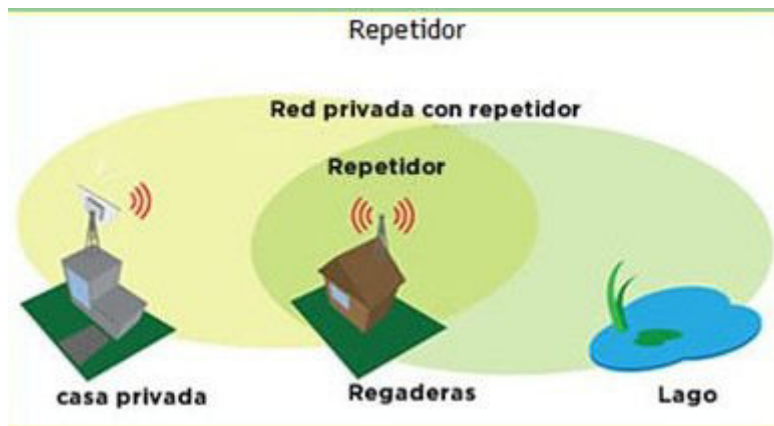 Repetidor
Red privada con repetidor
Repetidor
casa privada
Regaderas
Lago